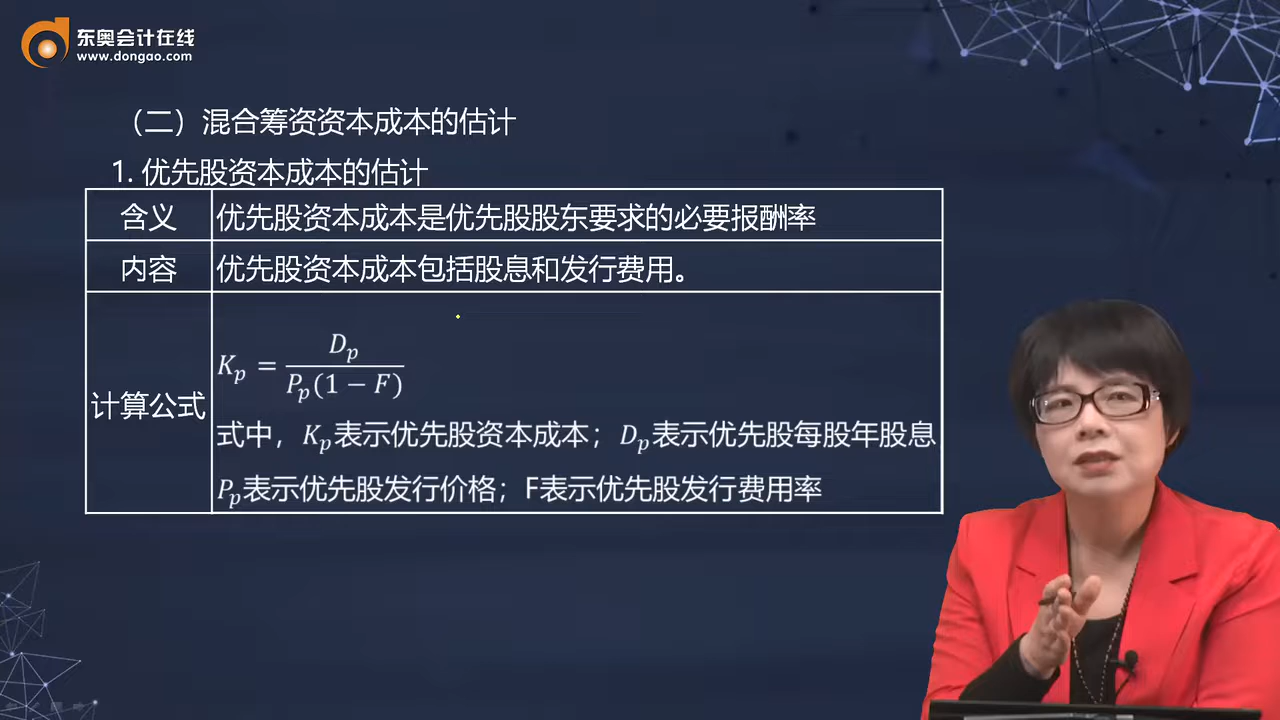 东奥会计在线
www.dongao.com
（二）混合筹资资本成本的估计
1. 优先股资本成本的估计
含义 优先股资本成本是优先股股东要求的必要报酬率
内容 优先股资本成本包括股息和发行费用。
计算公式
Kₚ = Dₚ / Pₚ(1 − F)
式中，Kₚ表示优先股资本成本；Dₚ表示优先股每股年股息
Pₚ表示优先股发行价格；F表示优先股发行费用率